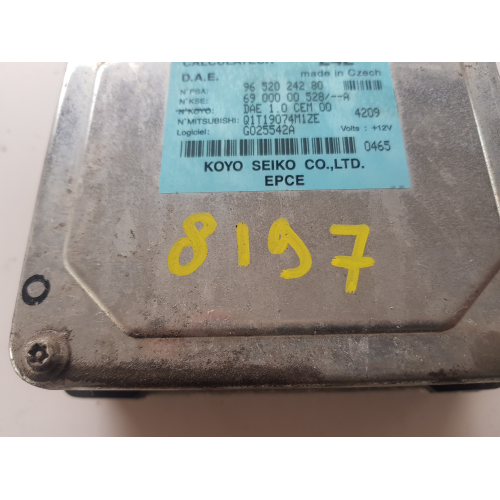 CALCULATEUR
D.A.E. made in Czech
N°PSA: 96 520 242 80
N°KSE: 69 000 00 528/--A
N°KOYO: DAE 1.0 CEM 00 4209
N°MITSUBISHI: Q1T19074M1ZE
Logiciel: G025542A Volts : +12V
0465
KOYO SEIKO CO.,LTD.
EPCE
8197